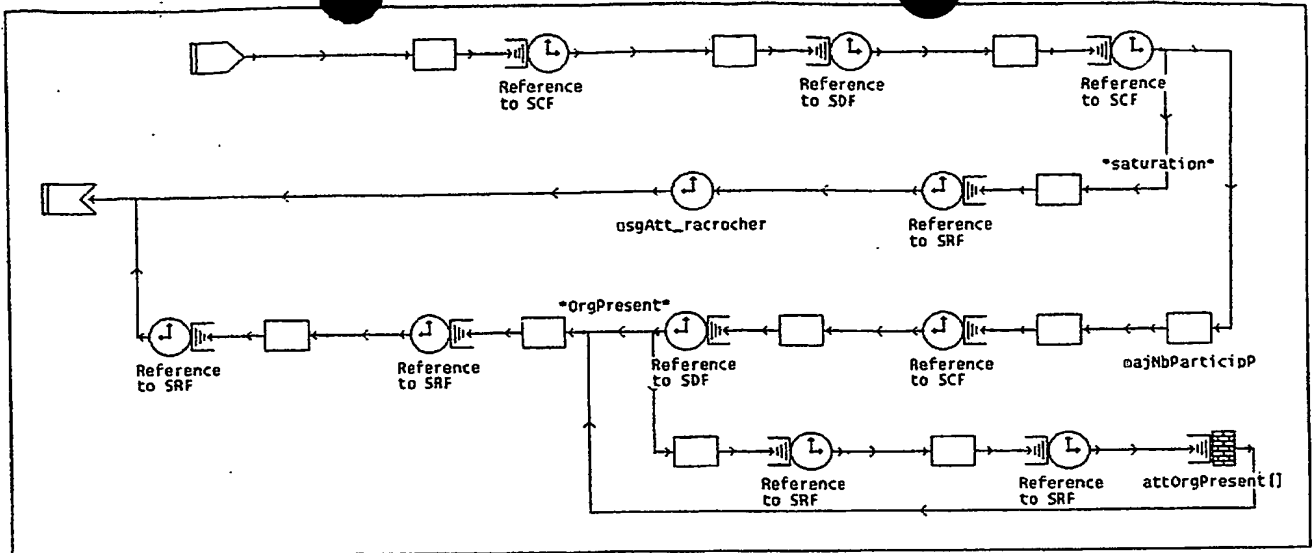 Reference
to SCF
Reference
to SDF
Reference
to SCF
*saturation*
msgAtt_racrocher
Reference
to SRF
*OrgPresent*
Reference
to SRF
Reference
to SRF
Reference
to SDF
Reference
to SCF
majNbParticipP
Reference
to SRF
Reference
to SRF
attOrgPresent[]